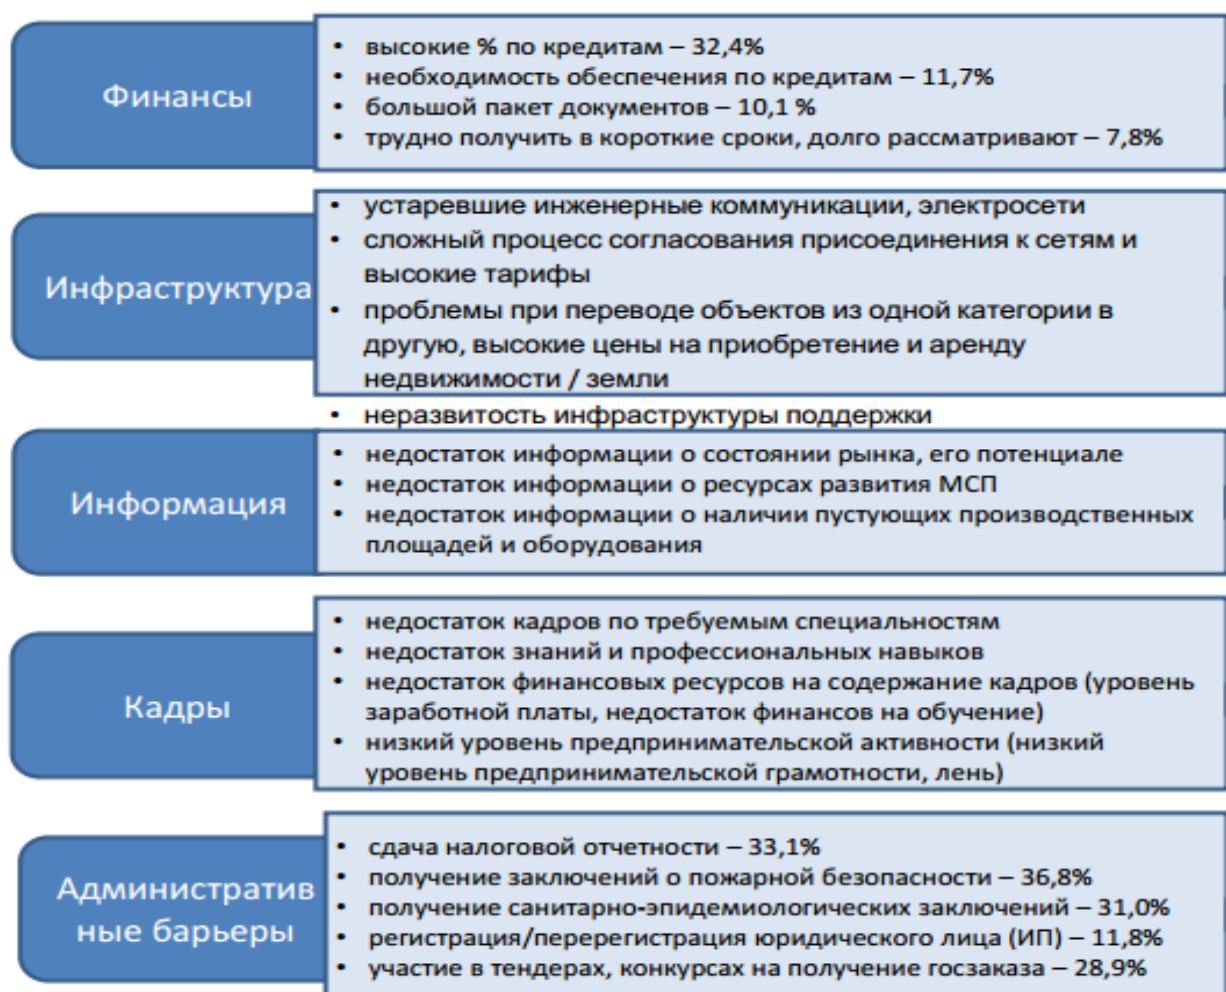 Финансы
• высокие % по кредитам – 32,4%
• необходимость обеспечения по кредитам – 11,7%
• большой пакет документов – 10,1 %
• трудно получить в короткие сроки, долго рассматривают – 7,8%
Инфраструктура
• устаревшие инженерные коммуникации, электросети
• сложный процесс согласования присоединения к сетям и
высокие тарифы
• проблемы при переводе объектов из одной категории в
другую, высокие цены на приобретение и аренду
недвижимости / земли
• неразвитость инфраструктуры поддержки
Информация
• недостаток информации о состоянии рынка, его потенциале
• недостаток информации о ресурсах развития МСП
• недостаток информации о наличии пустующих производственных
площадей и оборудования
Кадры
• недостаток кадров по требуемым специальностям
• недостаток знаний и профессиональных навыков
• недостаток финансовых ресурсов на содержание кадров (уровень
заработной платы, недостаток финансов на обучение)
• низкий уровень предпринимательской активности (низкий
уровень предпринимательской грамотности, лень)
Административ
ные барьеры
• сдача налоговой отчетности – 33,1%
• получение заключений о пожарной безопасности – 36,8%
• получение санитарно-эпидемиологических заключений – 31,0%
• регистрация/перерегистрация юридического лица (ИП) – 11,8%
• участие в тендерах, конкурсах на получение госзаказа – 28,9%